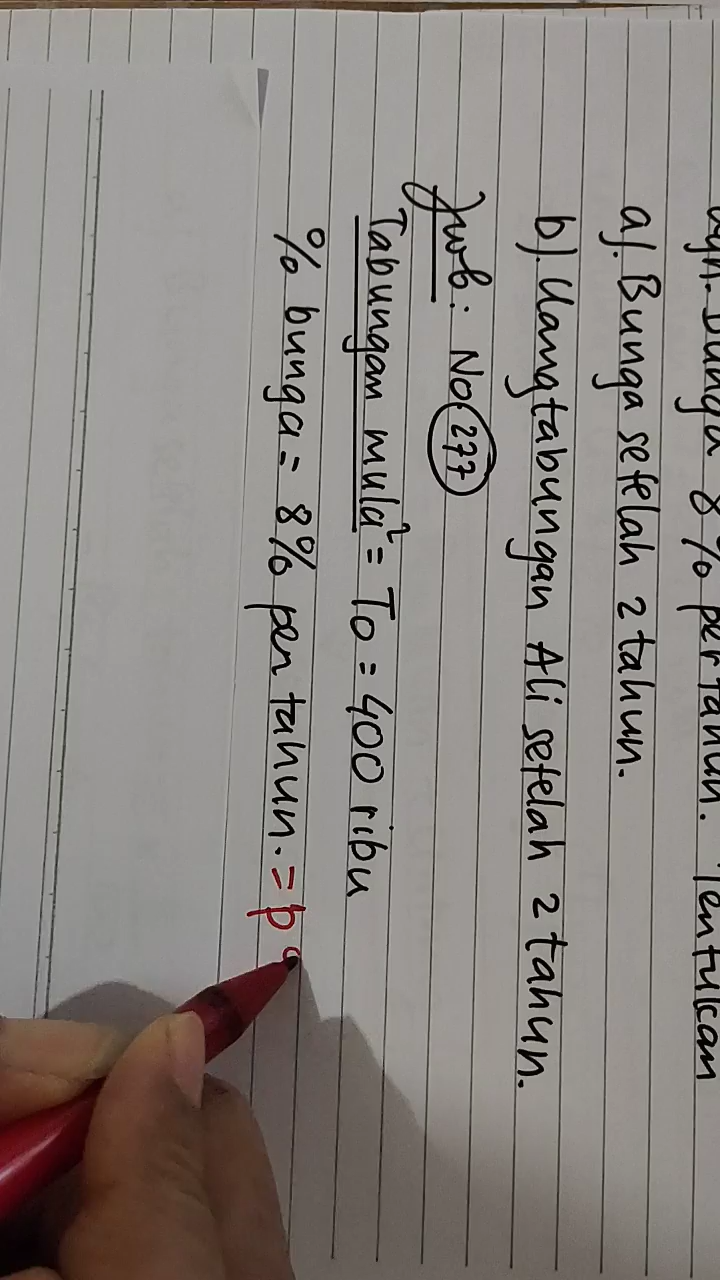 Bunga 8% per tahun. Tentukan
a). Bunga setelah 2 tahun.
b). Uang tabungan Ali setelah 2 tahun.
Jwb: No 277
Tabungan mula² = To = 400 ribu
% bunga = 8% per tahun. = p